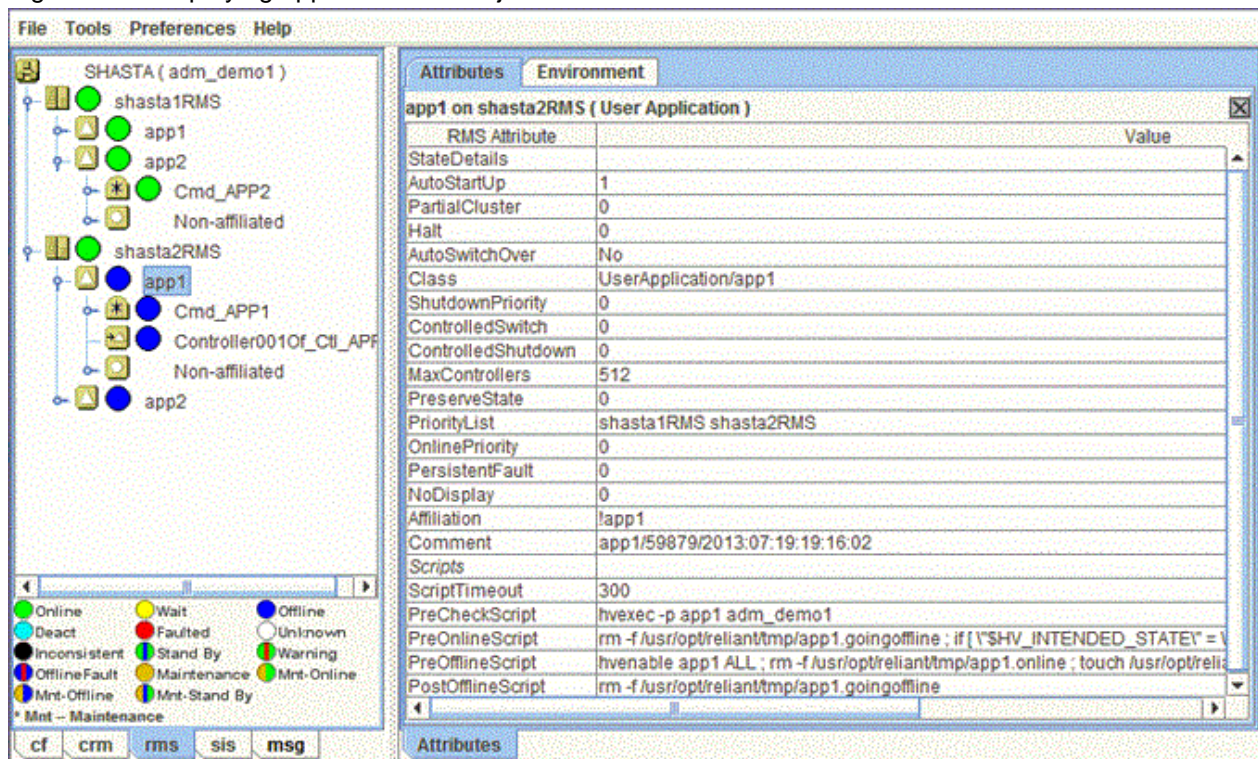 File Tools Preferences Help
SHASTA ( adm_demo1 )
shasta1RMS
app1
app2
Cmd_APP2
Non-affiliated
shasta2RMS
app1
Cmd_APP1
Controller001Of_Ctl_APP
Non-affiliated
app2
Online Wait Offline
Deact Faulted Unknown
Inconsistent Stand By Warning
OfflineFault Maintenance Mnt-Online
Mnt-Offline Mnt-Stand By
* Mnt -- Maintenance
cf crm rms sis msg
Attributes Environment
app1 on shasta2RMS ( User Application )
RMS Attribute Value
StateDetails
AutoStartUp 1
PartialCluster 0
Halt 0
AutoSwitchOver No
Class UserApplication/app1
ShutdownPriority 0
ControlledSwitch 0
ControlledShutdown 0
MaxControllers 512
PreserveState 0
PriorityList shasta1RMS shasta2RMS
OnlinePriority 0
PersistentFault 0
NoDisplay 0
Affiliation !app1
Comment app1/59879/2013:07:19:19:16:02
Scripts
ScriptTimeout 300
PreCheckScript hvexec -p app1 adm_demo1
PreOnlineScript rm -f /usr/opt/reliant/tmp/app1.goingoffline ; if [ \"$HV_INTENDED_STATE\" = \
PreOfflineScript hvenable app1 ALL ; rm -f /usr/opt/reliant/tmp/app1.online ; touch /usr/opt/relia
PostOfflineScript rm -f /usr/opt/reliant/tmp/app1.goingoffline
Attributes